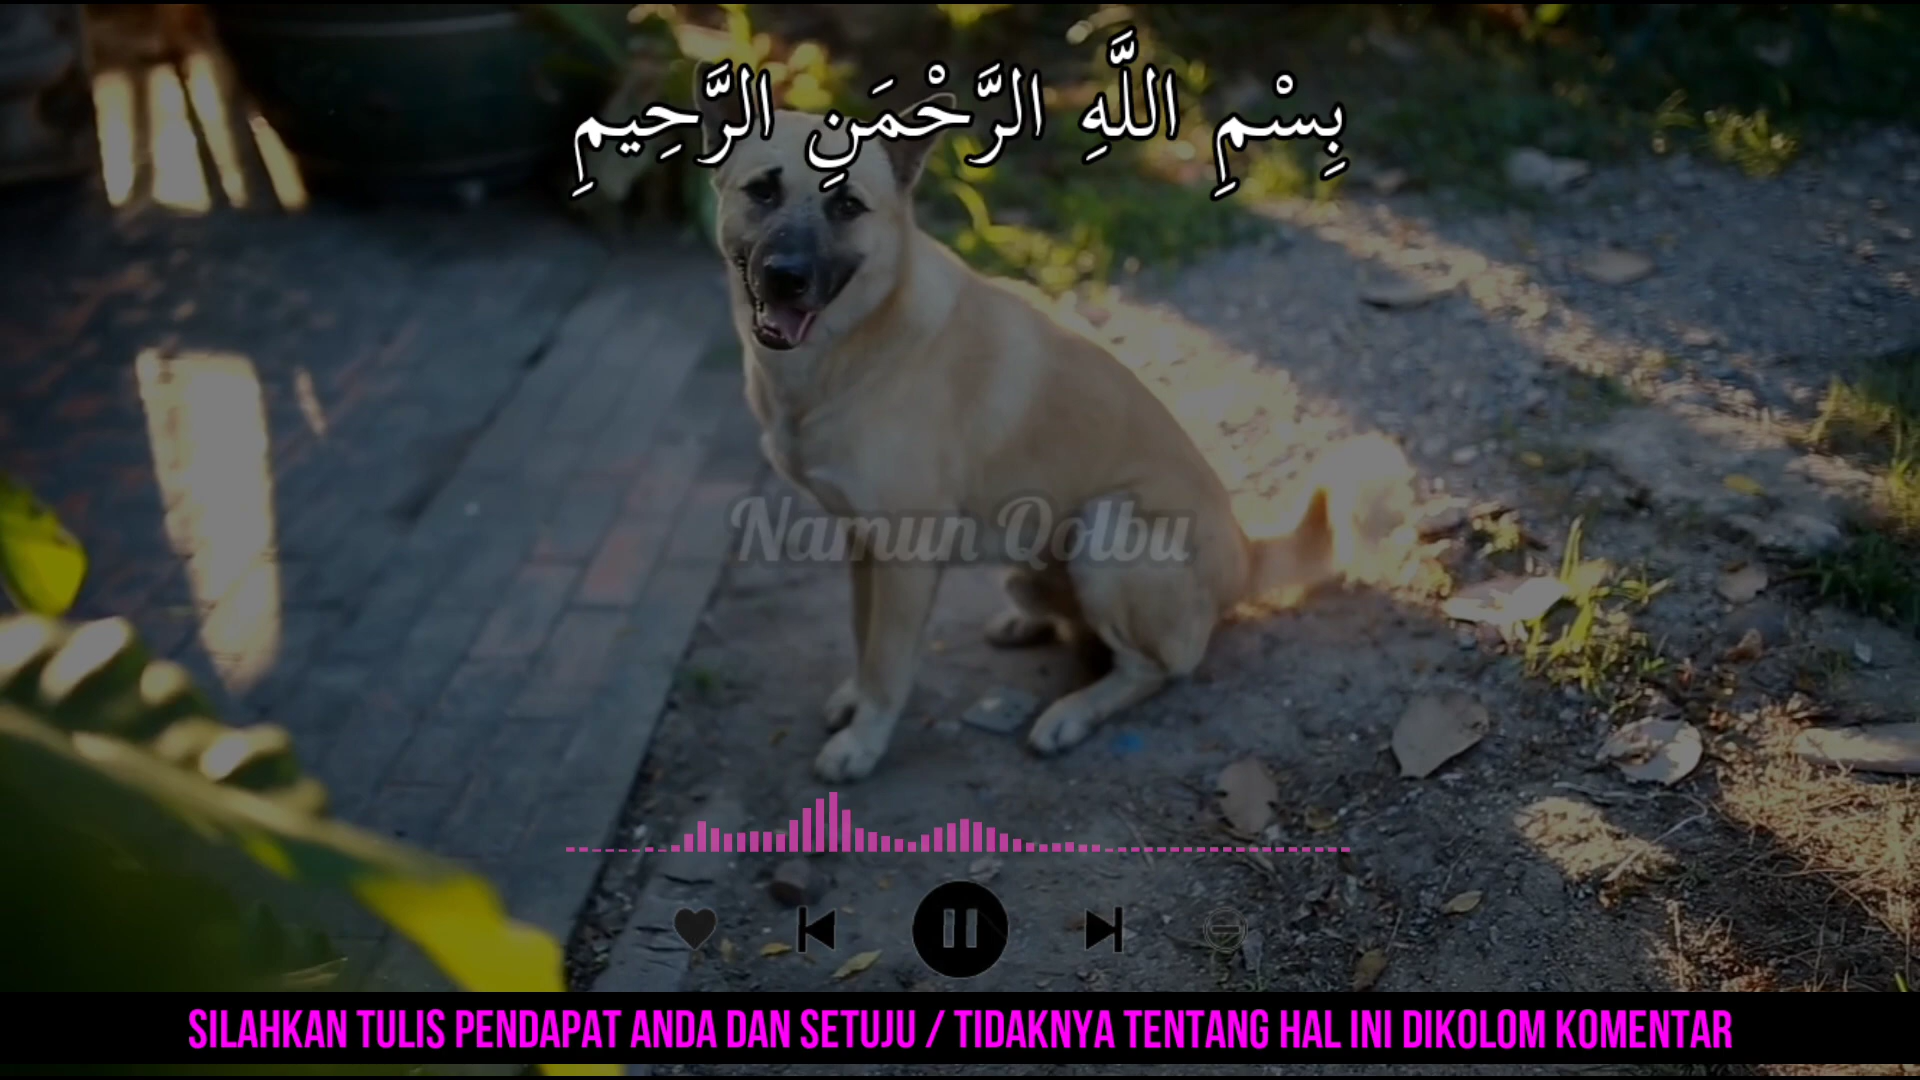 بِسْمِ اللَّهِ الرَّحْمَنِ الرَّحِيمِ
Namun Qolbu
SILAHKAN TULIS PENDAPAT ANDA DAN SETUJU / TIDAKNYA TENTANG HAL INI DIKOLOM KOMENTAR